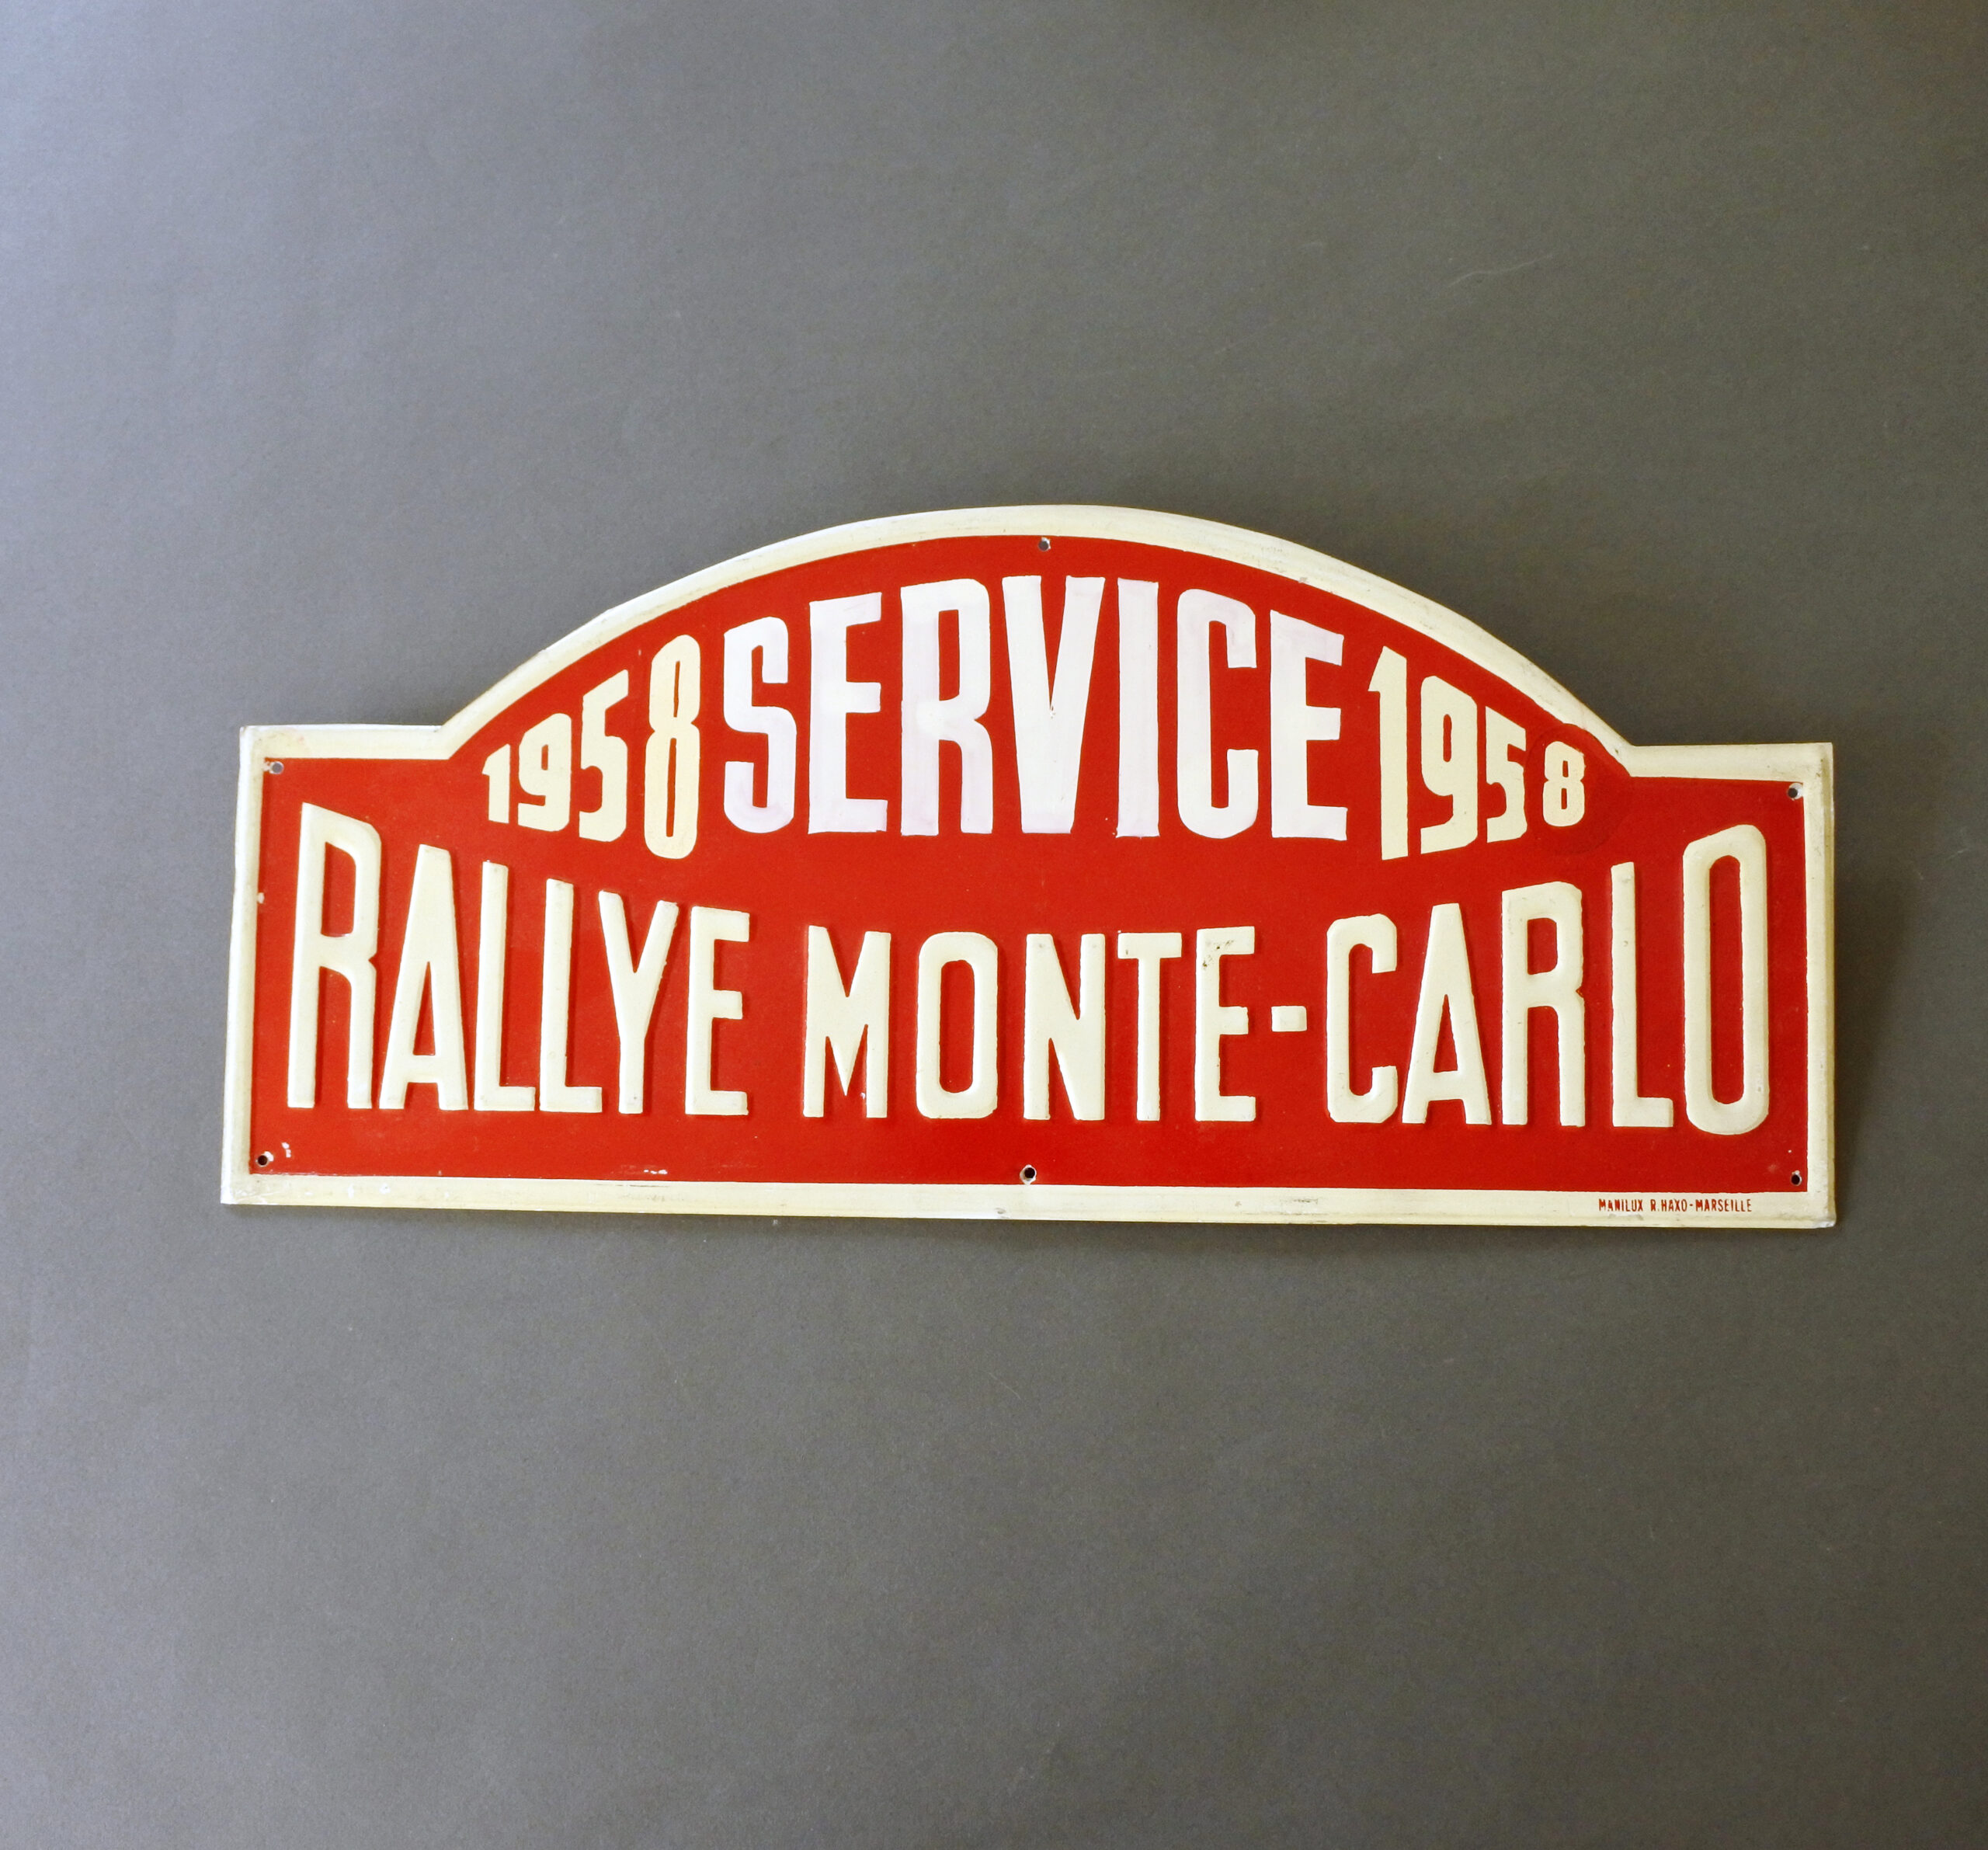 1958 SERVICE 1958
RALLYE MONTE-CARLO
MANILUX R.HAXO-MARSEILLE